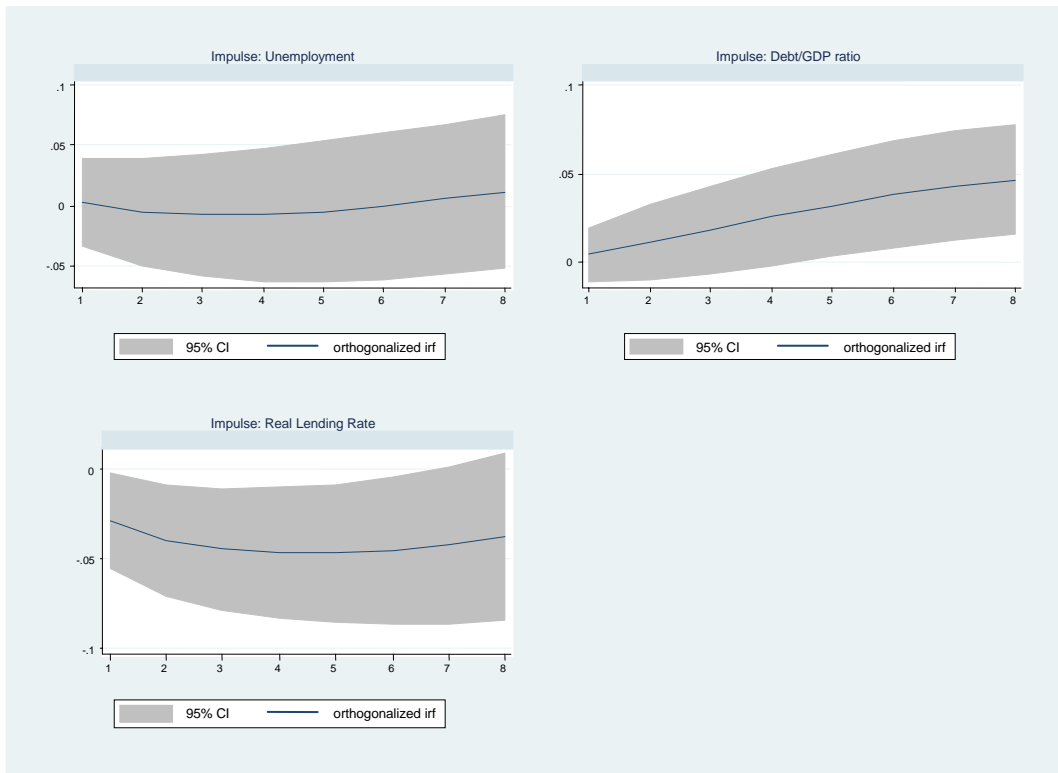 Impulse: Unemployment
.1
.05
0
-.05
1 2 3 4 5 6 7 8
95% CI orthogonalized irf
Impulse: Debt/GDP ratio
.1
.05
0
1 2 3 4 5 6 7 8
95% CI orthogonalized irf
Impulse: Real Lending Rate
0
-.05
-.1
1 2 3 4 5 6 7 8
95% CI orthogonalized irf